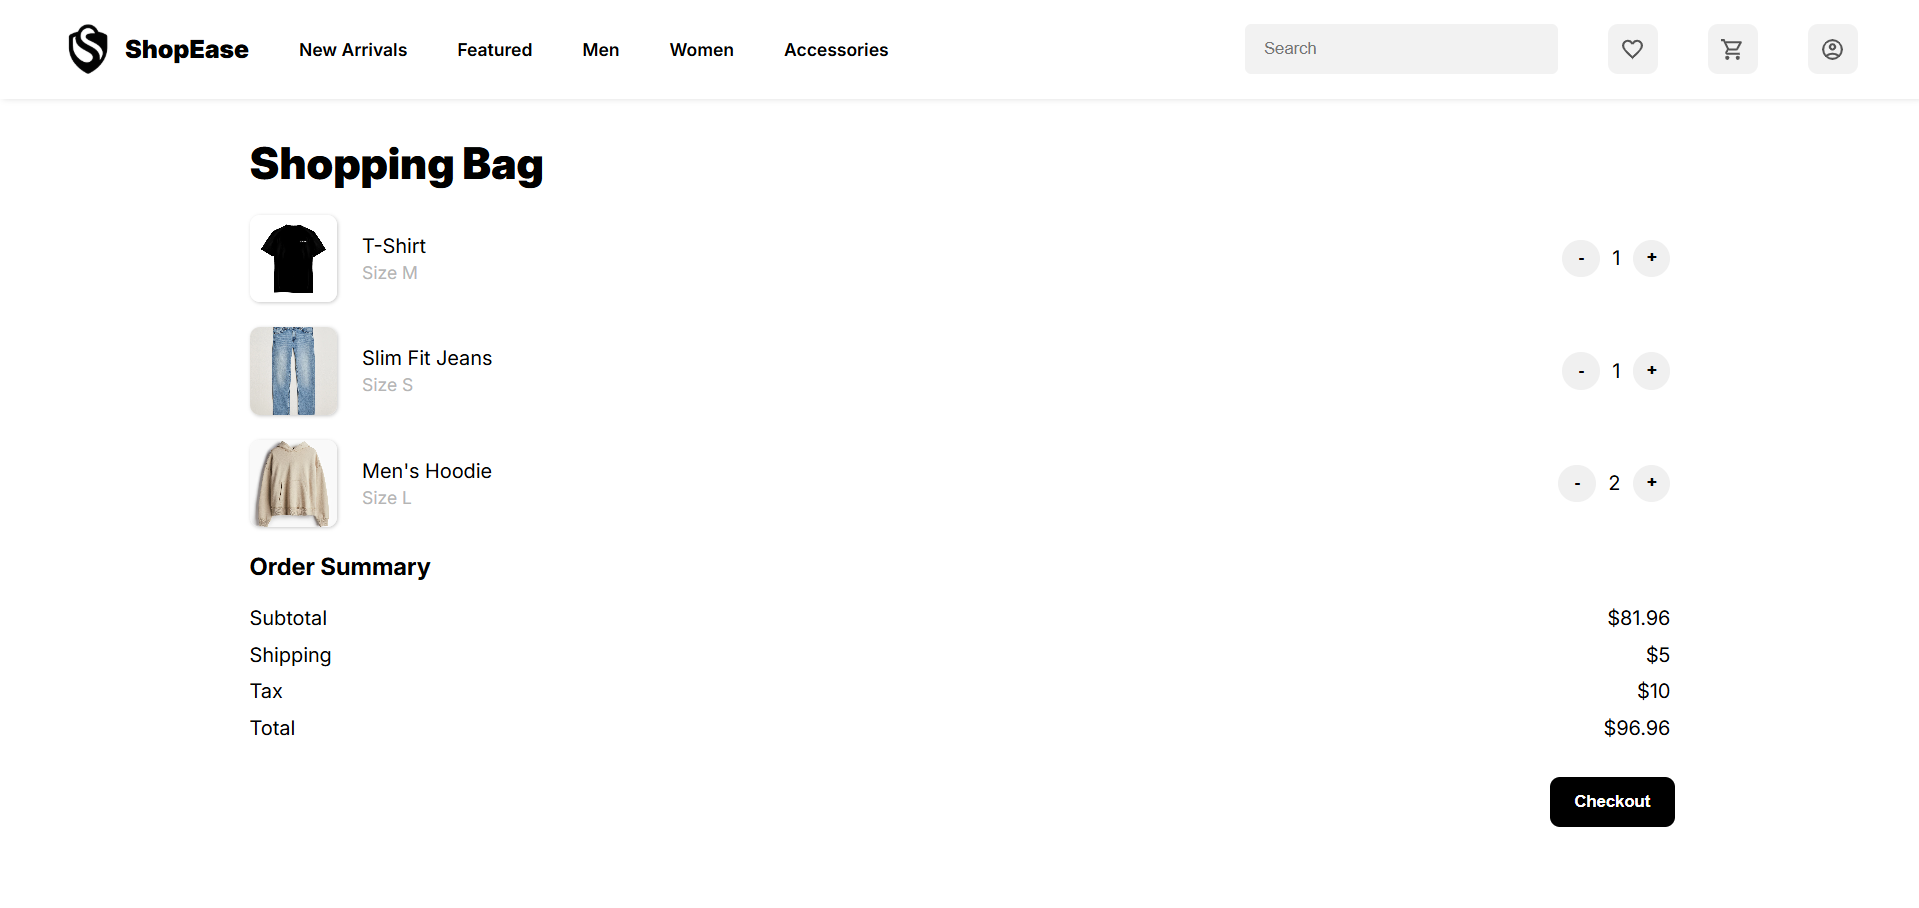 ShopEase New Arrivals Featured Men Women Accessories Search
Shopping Bag
T-Shirt
Size M
- 1 +
Slim Fit Jeans
Size S
- 1 +
Men's Hoodie
Size L
- 2 +
Order Summary
Subtotal $81.96
Shipping $5
Tax $10
Total $96.96
Checkout